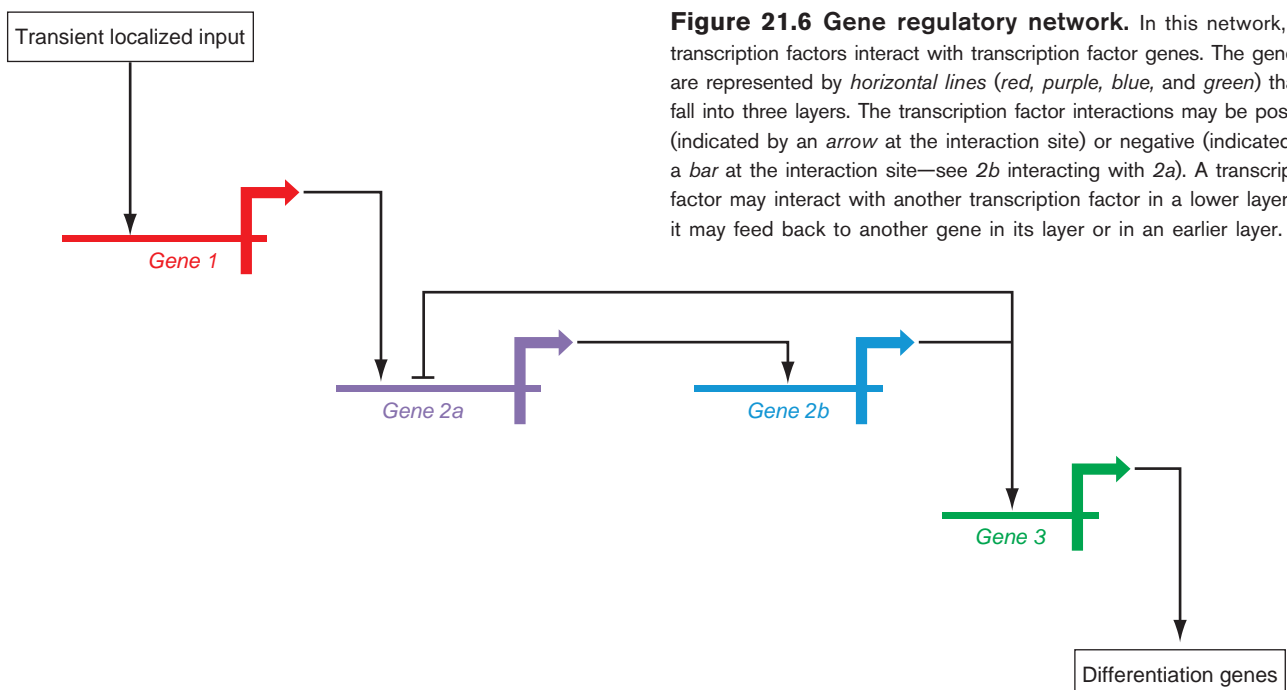 Transient localized input
Figure 21.6 Gene regulatory network. In this network,
transcription factors interact with transcription factor genes. The gene
are represented by horizontal lines (red, purple, blue, and green) tha
fall into three layers. The transcription factor interactions may be pos
(indicated by an arrow at the interaction site) or negative (indicated
a bar at the interaction site—see 2b interacting with 2a). A transcrip
factor may interact with another transcription factor in a lower layer
it may feed back to another gene in its layer or in an earlier layer.
Gene 1
Gene 2a
Gene 2b
Gene 3
Differentiation genes